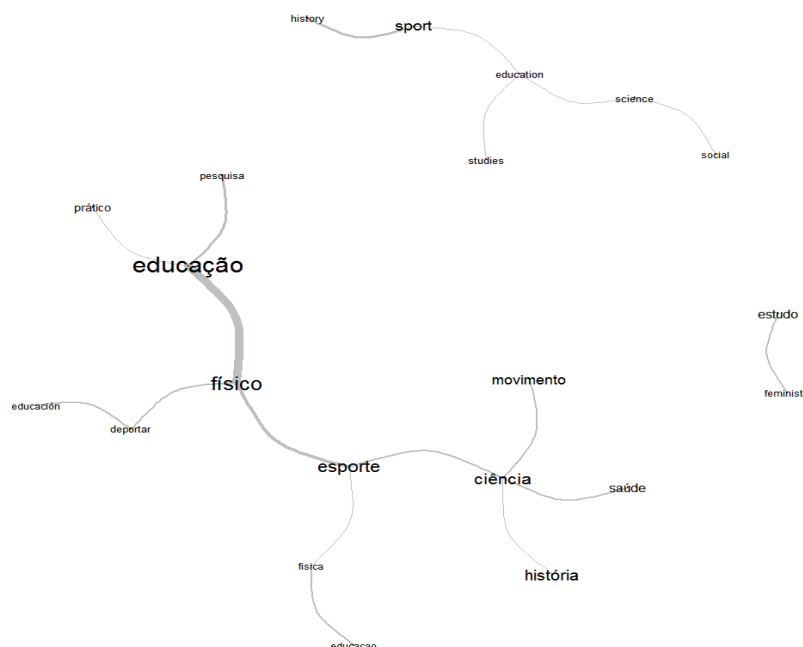 history
sport
education
science
studies
social
pesquisa
prático
educação
estudo
físico
movimento
feminist
educación
deportar
esporte
ciência
saúde
fisica
história
educacao